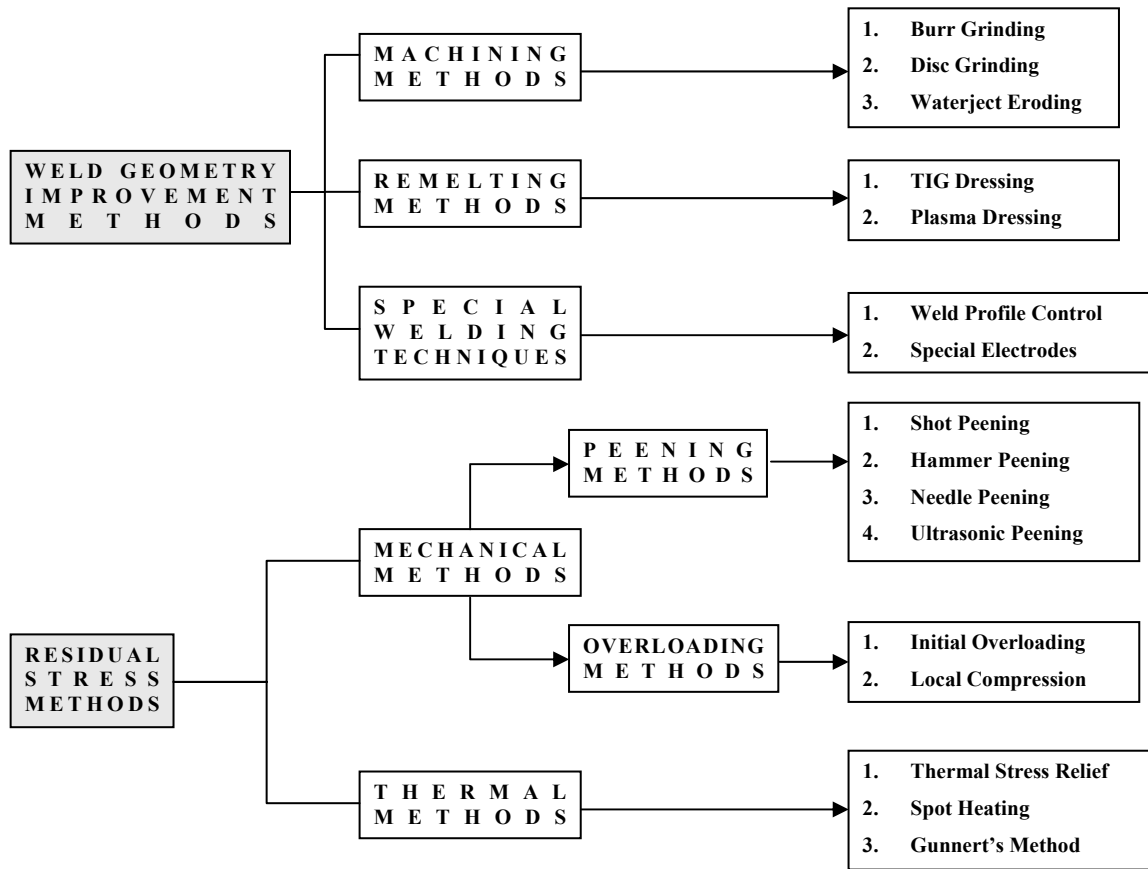 MACHINING
METHODS
1. Burr Grinding
2. Disc Grinding
3. Waterject Eroding
WELD GEOMETRY
IMPROVEMENT
METHODS
REMELTING
METHODS
1. TIG Dressing
2. Plasma Dressing
SPECIAL
WELDING
TECHNIQUES
1. Weld Profile Control
2. Special Electrodes
PEENING
METHODS
1. Shot Peening
2. Hammer Peening
3. Needle Peening
4. Ultrasonic Peening
MECHANICAL
METHODS
OVERLOADING
METHODS
1. Initial Overloading
2. Local Compression
RESIDUAL
STRESS
METHODS
THERMAL
METHODS
1. Thermal Stress Relief
2. Spot Heating
3. Gunnert’s Method